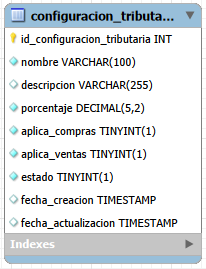 configuracion_tributa...
id_configuracion_tributaria INT
nombre VARCHAR(100)
descripcion VARCHAR(255)
porcentaje DECIMAL(5,2)
aplica_compras TINYINT(1)
aplica_ventas TINYINT(1)
estado TINYINT(1)
fecha_creacion TIMESTAMP
fecha_actualizacion TIMESTAMP
Indexes